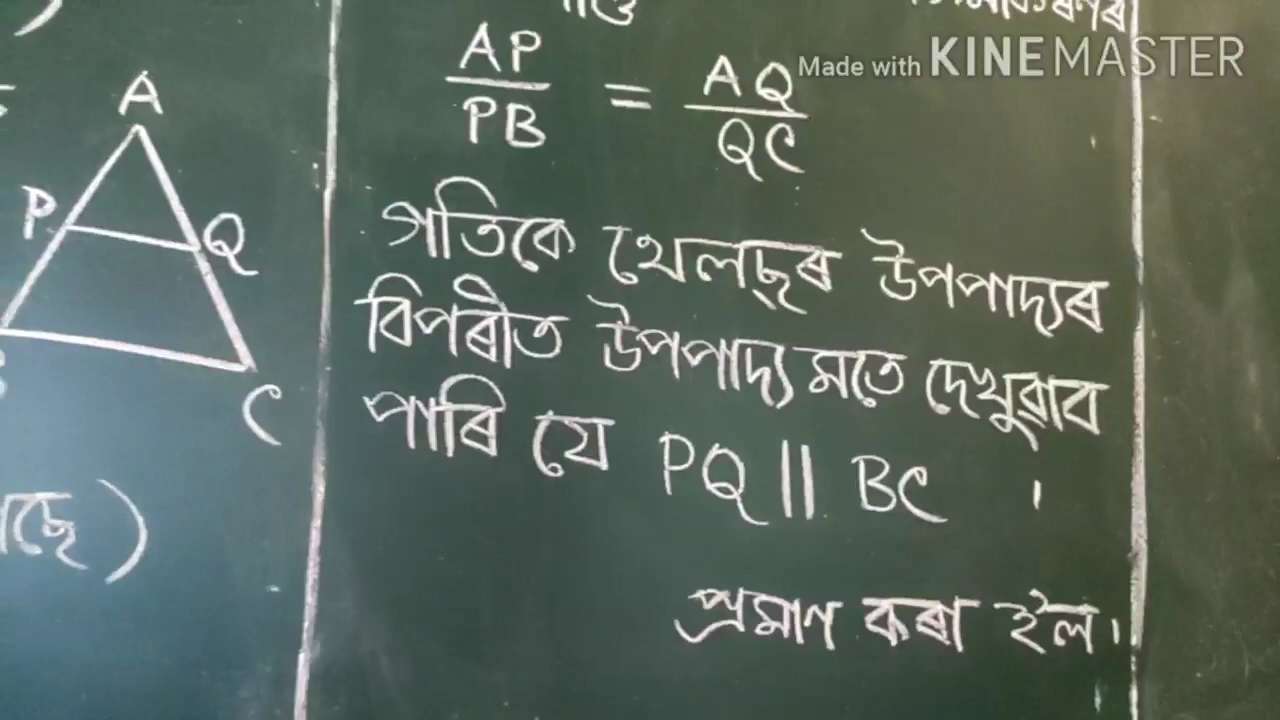 Made with KINEMASTER
AP/PB = AQ/QC
A
P
Q
C
গতিকে থেলছ্ৰ উপপাদ্যৰ
বিপৰীত উপপাদ্য মতে দেখুৱাব
পাৰি যে PQ || BC ।
প্ৰমাণ কৰা হ'ল।